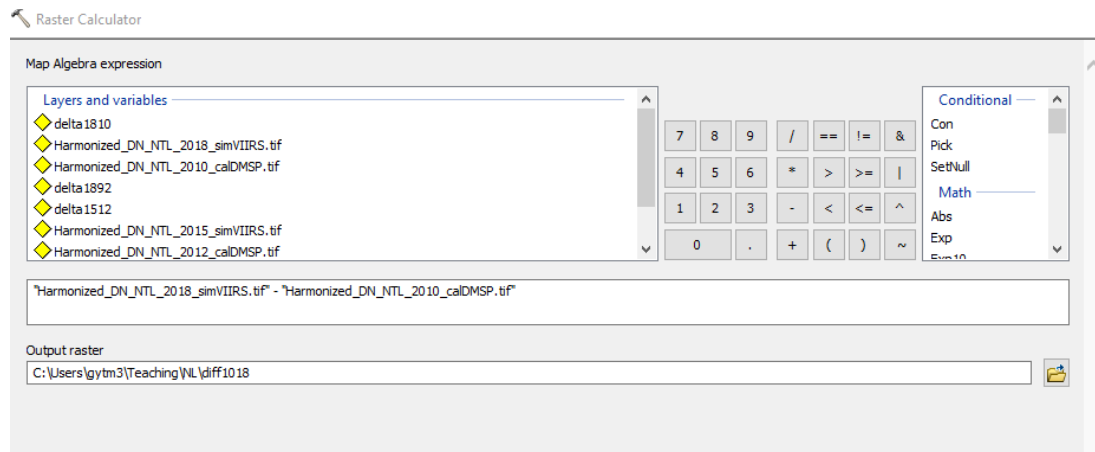 Raster Calculator
Map Algebra expression
Layers and variables
delta1810
Harmonized_DN_NTL_2018_simVIIRS.tif
Harmonized_DN_NTL_2010_calDMSP.tif
delta1892
delta1512
Harmonized_DN_NTL_2015_simVIIRS.tif
Harmonized_DN_NTL_2012_calDMSP.tif
7 8 9 / == != &
4 5 6 * > >= |
1 2 3 - < <= ^
0 . + ( ) ~
Conditional
Con
Pick
SetNull
Math
Abs
Exp
Exp10
"Harmonized_DN_NTL_2018_simVIIRS.tif" - "Harmonized_DN_NTL_2010_calDMSP.tif"
Output raster
C:\Users\gytm3\Teaching\NL\diff1018